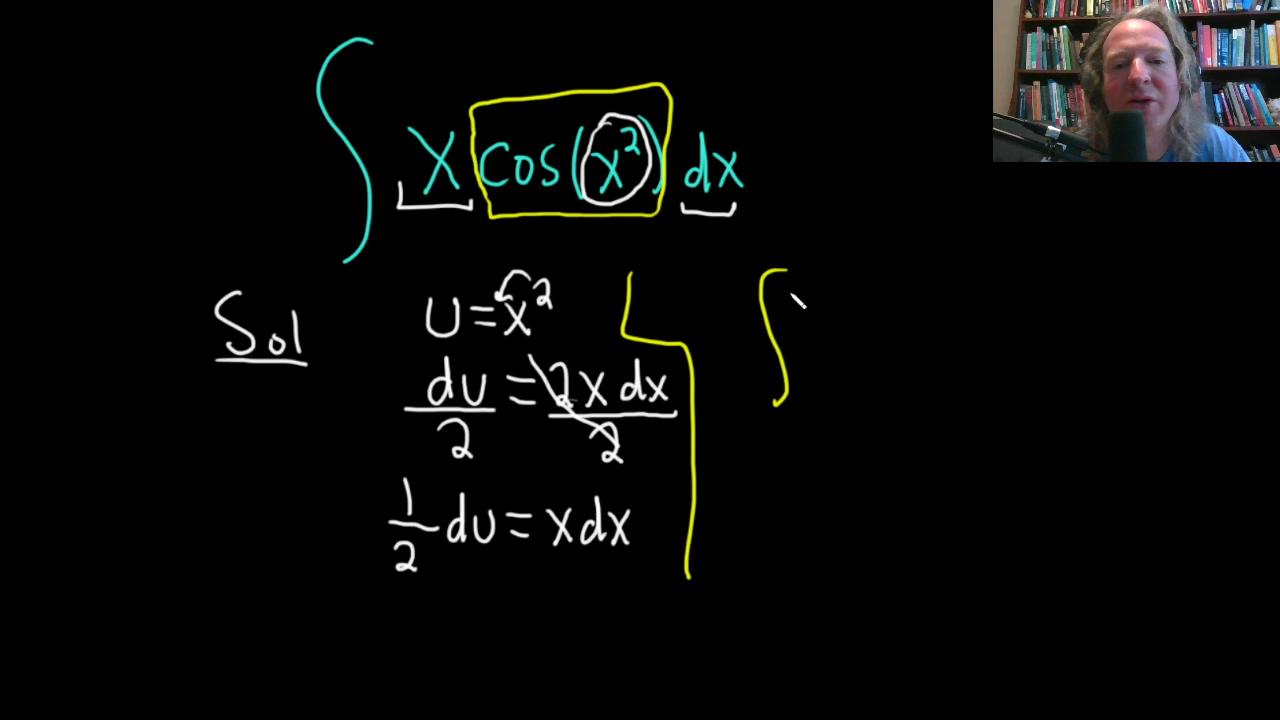 ∫ x cos(x²) dx
Sol
u = x²
du/2 = 2x dx/2
1/2 du = x dx
∫